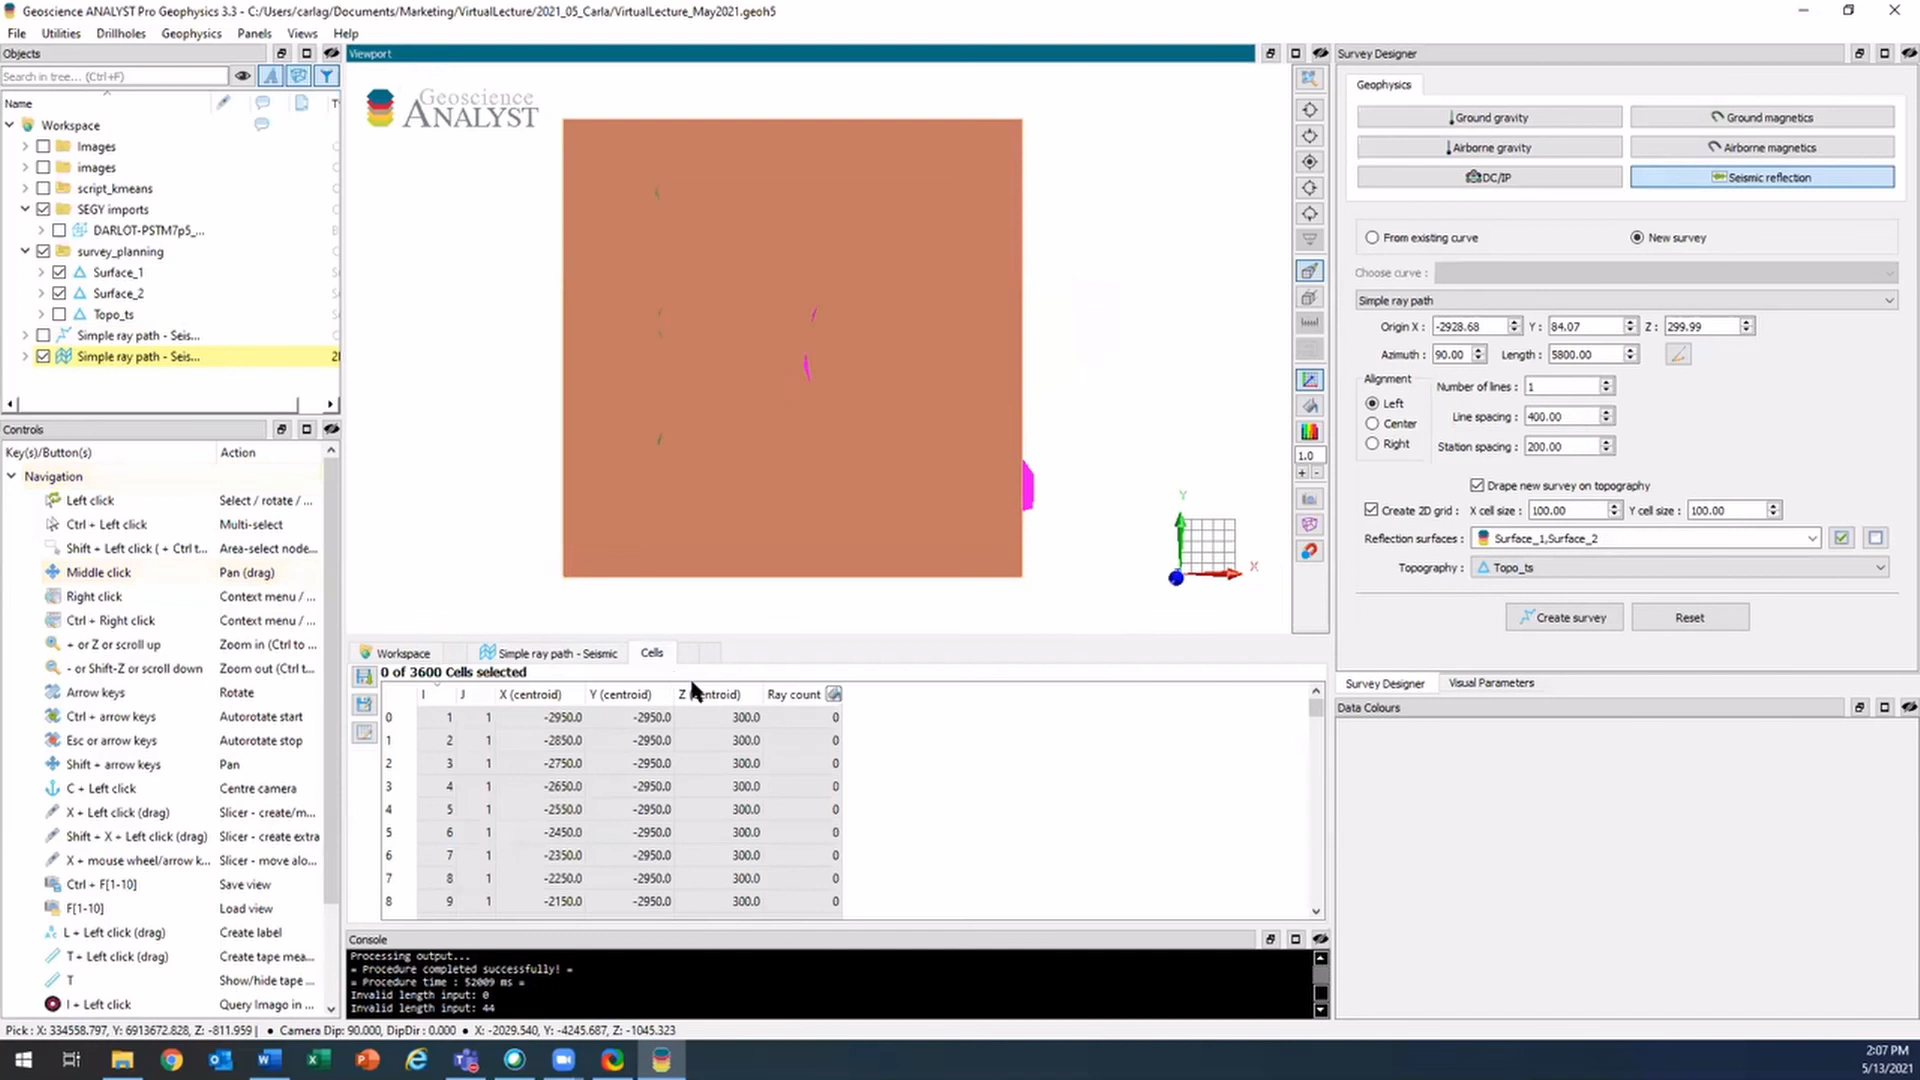 Geoscience ANALYST Pro Geophysics 3.3 - C:/Users/carlag/Documents/Marketing/VirtualLecture/2021_05_Carla/VirtualLecture_May2021.geoh5
File Utilities Drillholes Geophysics Panels Views Help
Objects
Search in tree... (Ctrl+F)
Name
Workspace
Images
images
script_kmeans
SEGY imports
DARLOT-PSTM7p5_...
survey_planning
Surface_1
Surface_2
Topo_ts
Simple ray path - Seis...
Simple ray path - Seis...
Controls
Key(s)/Button(s) Action
Navigation
Left click Select / rotate / ...
Ctrl + Left click Multi-select
Shift + Left click ( + Ctrl t... Area-select node...
Middle click Pan (drag)
Right click Context menu / ...
Ctrl + Right click Context menu / ...
+ or Z or scroll up Zoom in (Ctrl to ...
- or Shift-Z or scroll down Zoom out (Ctrl t...
Arrow keys Rotate
Ctrl + arrow keys Autorotate start
Esc or arrow keys Autorotate stop
Shift + arrow keys Pan
C + Left click Centre camera
X + Left click (drag) Slicer - create/m...
Shift + X + Left click (drag) Slicer - create extra
X + mouse wheel/arrow k... Slicer - move alo...
Ctrl + F[1-10] Save view
F[1-10] Load view
L + Left click (drag) Create label
T + Left click (drag) Create tape mea...
T Show/hide tape ...
I + Left click Query Imago in ...
Viewport
Geoscience
ANALYST
Y
X
1.0
+ -
Workspace Simple ray path - Seismic Cells
0 of 3600 Cells selected
I J X (centroid) Y (centroid) Z (centroid) Ray count
0 1 1 -2950.0 -2950.0 300.0 0
1 2 1 -2850.0 -2950.0 300.0 0
2 3 1 -2750.0 -2950.0 300.0 0
3 4 1 -2650.0 -2950.0 300.0 0
4 5 1 -2550.0 -2950.0 300.0 0
5 6 1 -2450.0 -2950.0 300.0 0
6 7 1 -2350.0 -2950.0 300.0 0
7 8 1 -2250.0 -2950.0 300.0 0
8 9 1 -2150.0 -2950.0 300.0 0
Console
Processing output...
= Procedure completed successfully! =
= Procedure time : 52009 ms =
Invalid length input: 0
Invalid length input: 44
Survey Designer
Geophysics
Ground gravity Ground magnetics
Airborne gravity Airborne magnetics
DC/IP Seismic reflection
From existing curve New survey
Choose curve :
Simple ray path
Origin X : -2928.68 Y : 84.07 Z : 299.99
Azimuth : 90.00 Length : 5800.00
Alignment
Left
Center
Right
Number of lines : 1
Line spacing : 400.00
Station spacing : 200.00
Drape new survey on topography
Create 2D grid : X cell size : 100.00 Y cell size : 100.00
Reflection surfaces : Surface_1,Surface_2
Topography : Topo_ts
Create survey Reset
Survey Designer Visual Parameters
Data Colours
Pick : X: 334558.797, Y: 6913672.828, Z: -811.959 | • Camera Dip: 90.000, DipDir : 0.000 • X: -2029.540, Y: -4245.687, Z: -1045.323
2:07 PM
5/13/2021